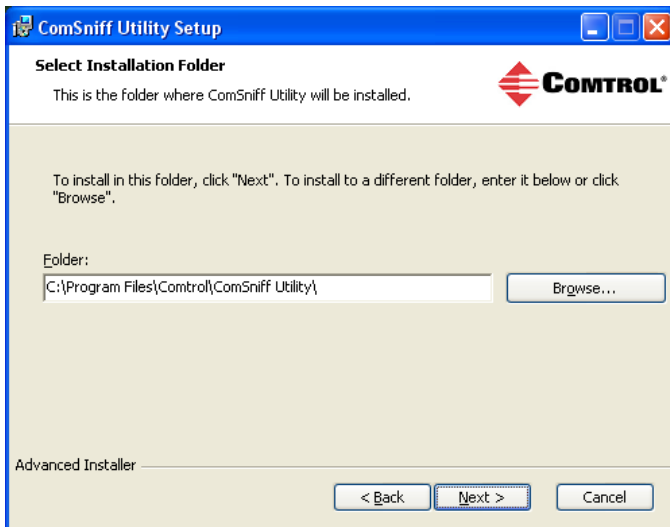 ComSniff Utility Setup
Select Installation Folder
This is the folder where ComSniff Utility will be installed.
COMTROL®
To install in this folder, click "Next". To install to a different folder, enter it below or click
"Browse".
Folder:
C:\Program Files\Comtrol\ComSniff Utility\
Browse...
Advanced Installer
< Back
Next >
Cancel